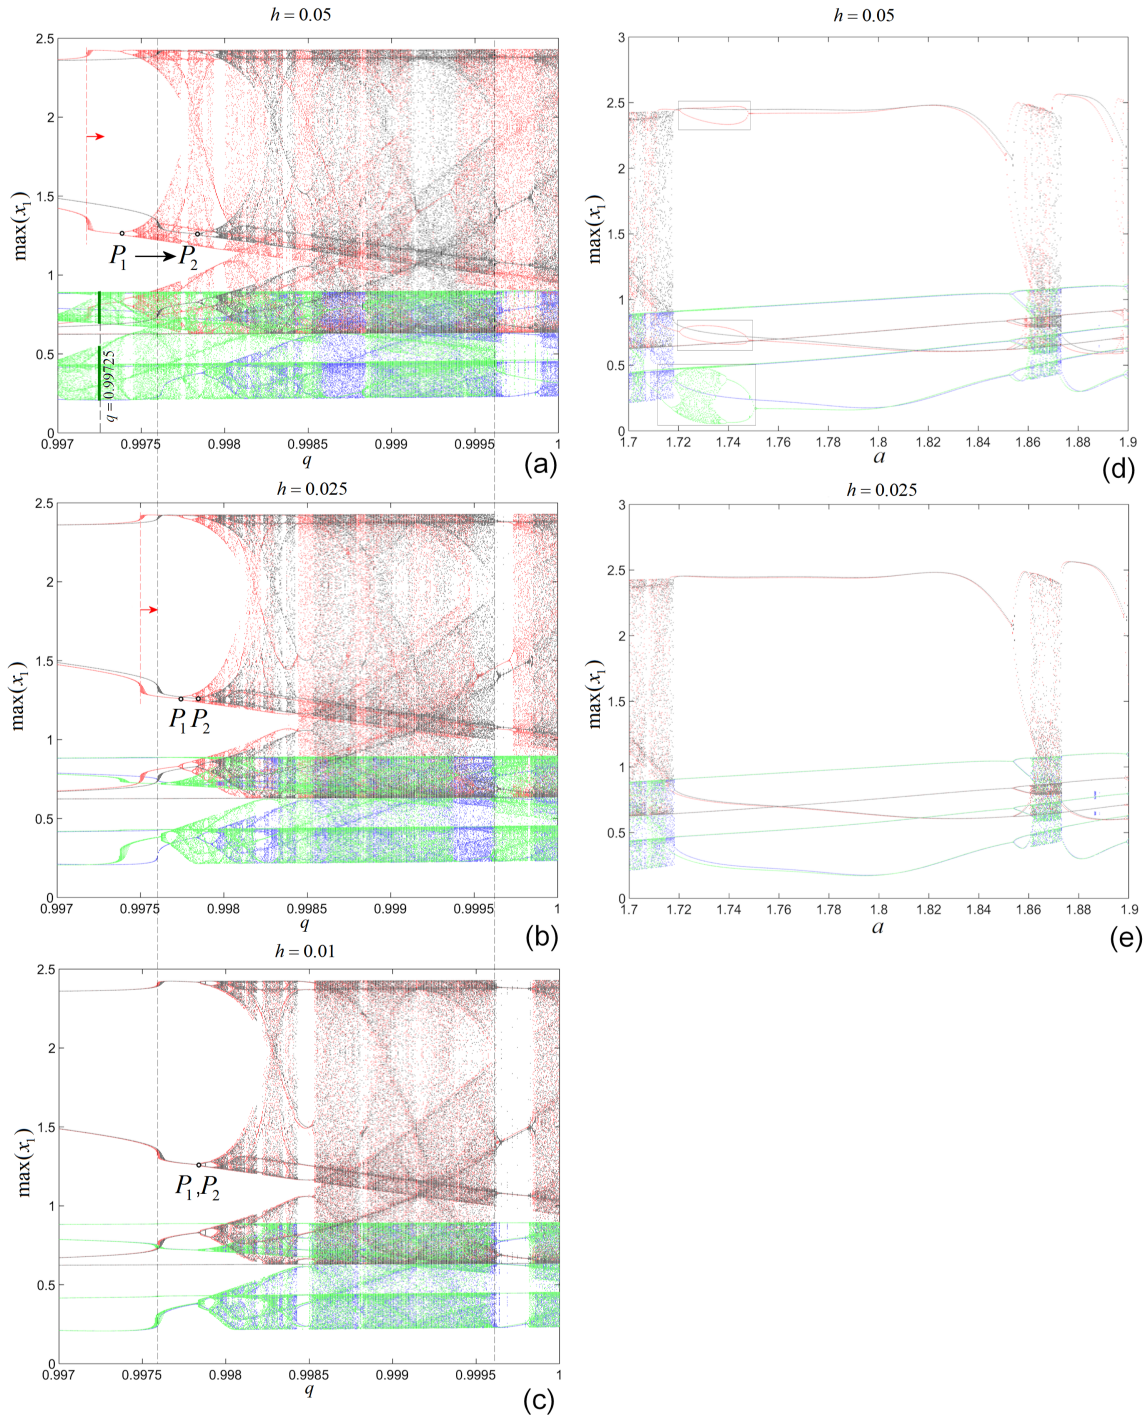 h = 0.05
2.5
2
1.5
1
0.5
0
max(x₁)
P₁ → P₂
q = 0.99725
0.997 0.9975 0.998 0.9985 0.999 0.9995 1
q
(a)
h = 0.05
3
2.5
2
1.5
1
0.5
0
max(x₁)
1.7 1.72 1.74 1.76 1.78 1.8 1.82 1.84 1.86 1.88 1.9
a
(d)
h = 0.025
2.5
2
1.5
1
0.5
0
max(x₁)
P₁ P₂
0.997 0.9975 0.998 0.9985 0.999 0.9995 1
q
(b)
h = 0.025
3
2.5
2
1.5
1
0.5
0
max(x₁)
1.7 1.72 1.74 1.76 1.78 1.8 1.82 1.84 1.86 1.88 1.9
a
(e)
h = 0.01
2.5
2
1.5
1
0.5
0
max(x₁)
P₁,P₂
0.997 0.9975 0.998 0.9985 0.999 0.9995 1
q
(c)